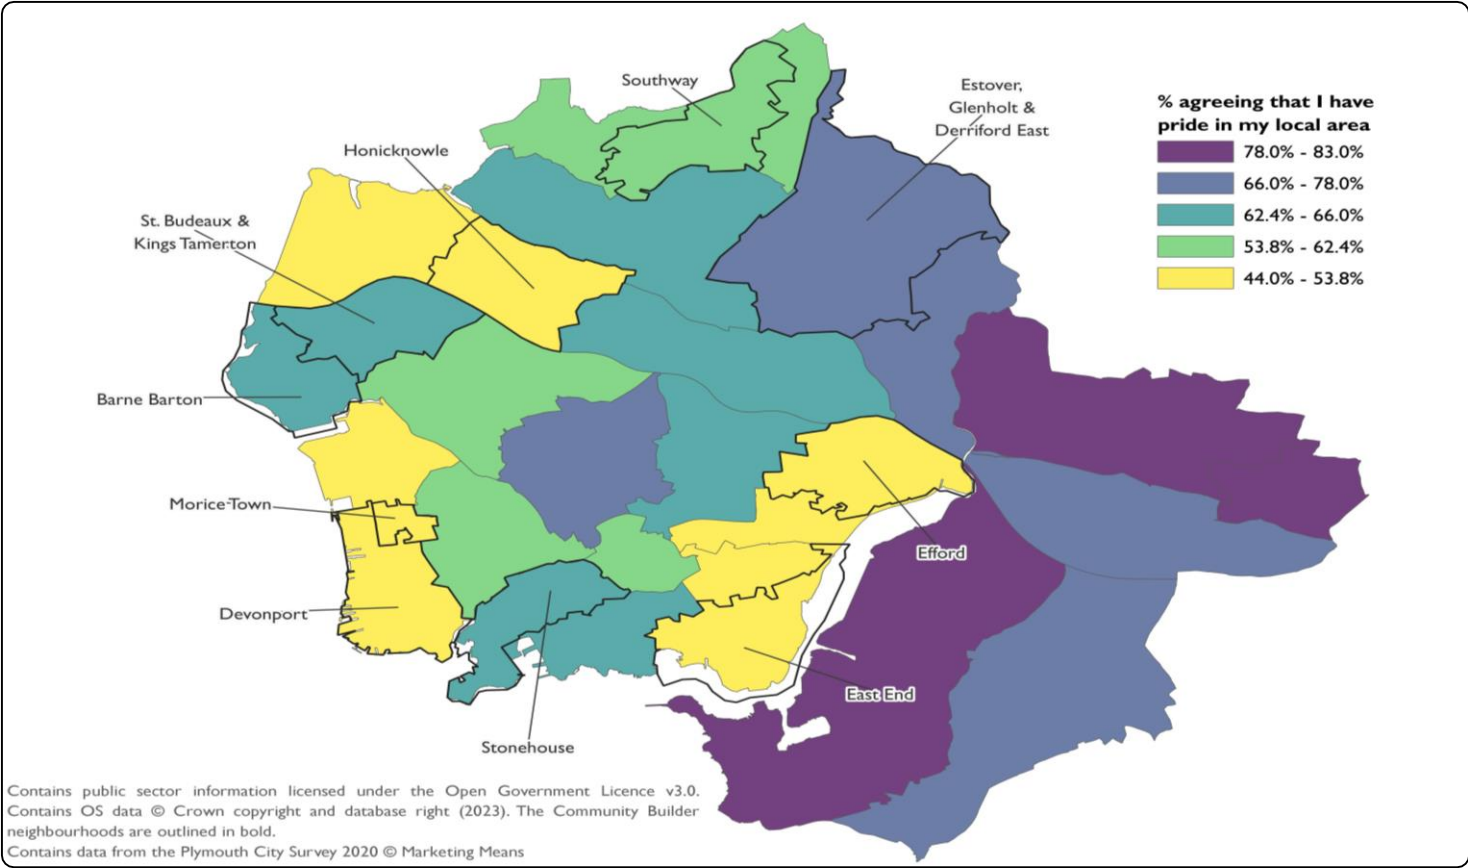 Southway
Estover,
Glenholt &
Derriford East
% agreeing that I have
pride in my local area
78.0% - 83.0%
66.0% - 78.0%
62.4% - 66.0%
53.8% - 62.4%
44.0% - 53.8%
Honicknowle
St. Budeaux &
Kings Tamerton
Barne Barton
Morice-Town
Efford
Devonport
East End
Stonehouse
Contains public sector information licensed under the Open Government Licence v3.0.
Contains OS data © Crown copyright and database right (2023). The Community Builder
neighbourhoods are outlined in bold.
Contains data from the Plymouth City Survey 2020 © Marketing Means